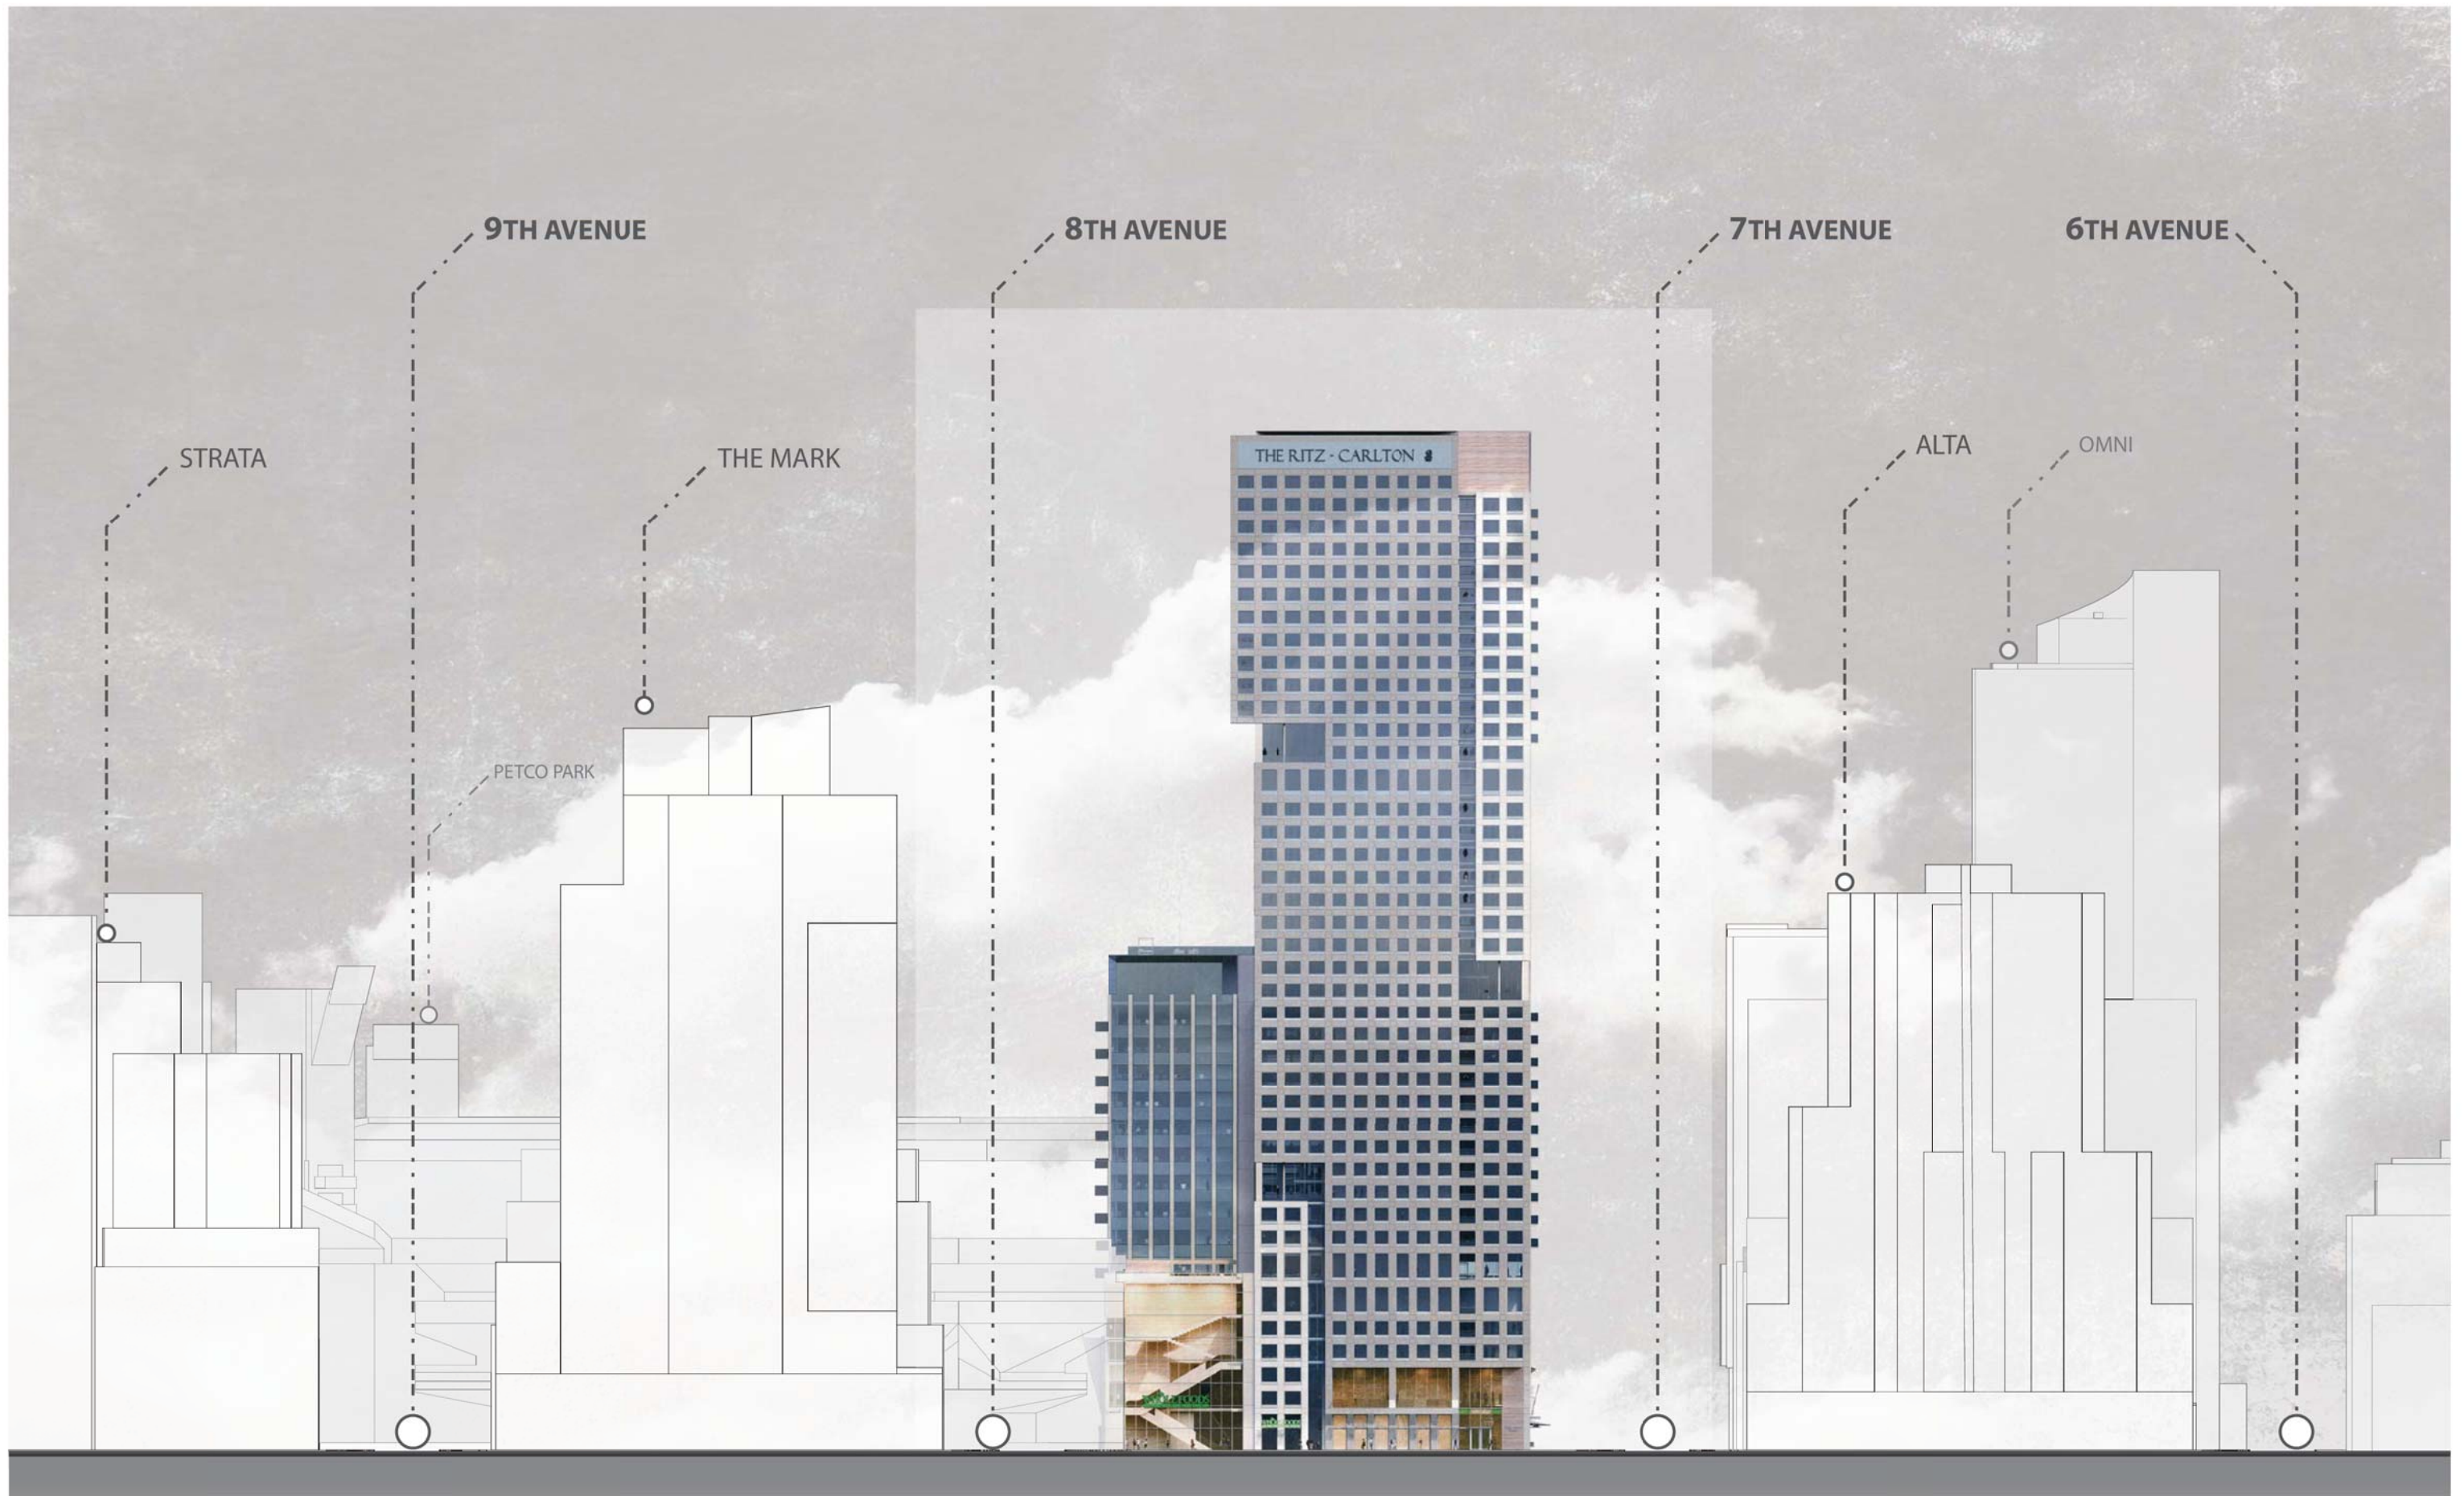 9TH AVENUE
8TH AVENUE
7TH AVENUE
6TH AVENUE
STRATA
THE MARK
THE RITZ - CARLTON
ALTA
OMNI
PETCO PARK